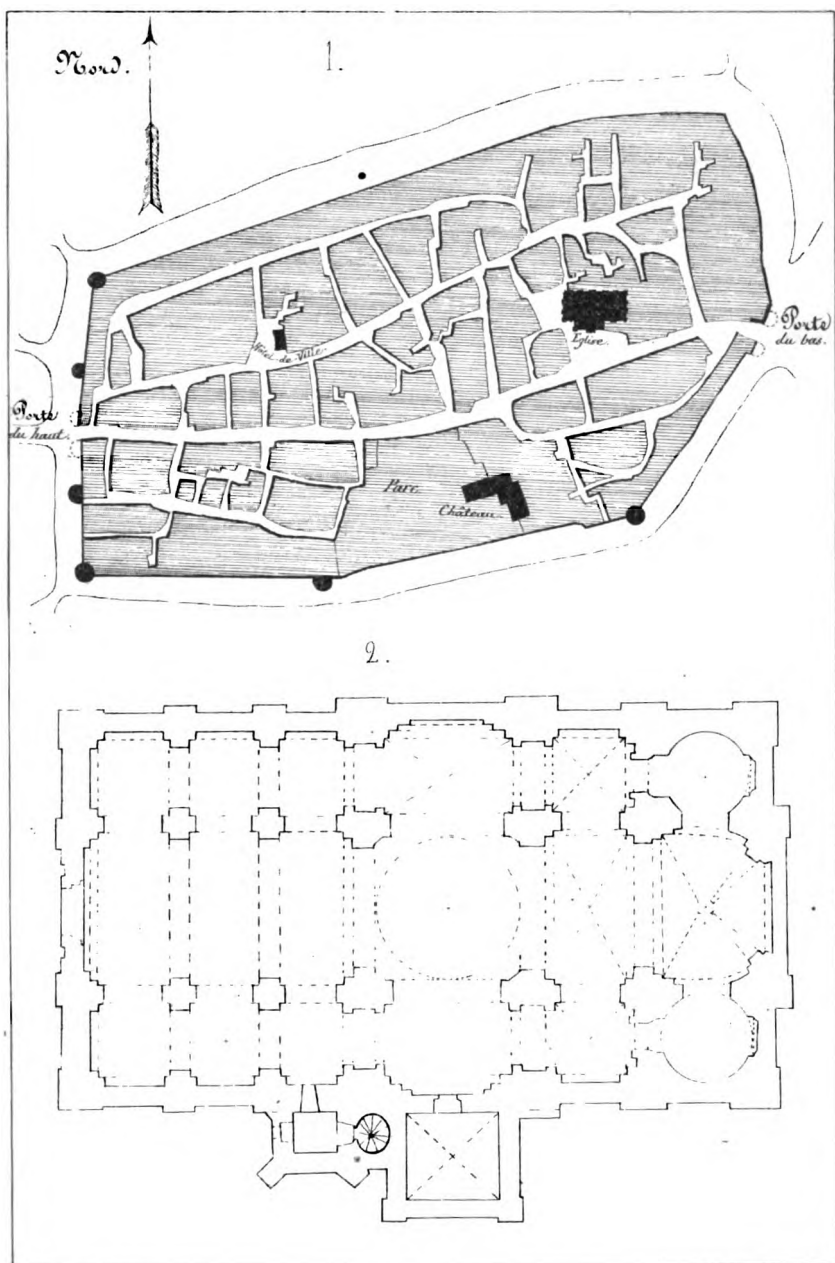 1.
Nord.
Hôtel-de-Ville.
Eglise.
Porte
du bas.
Porte
du haut.
Parc.
Château.
2.